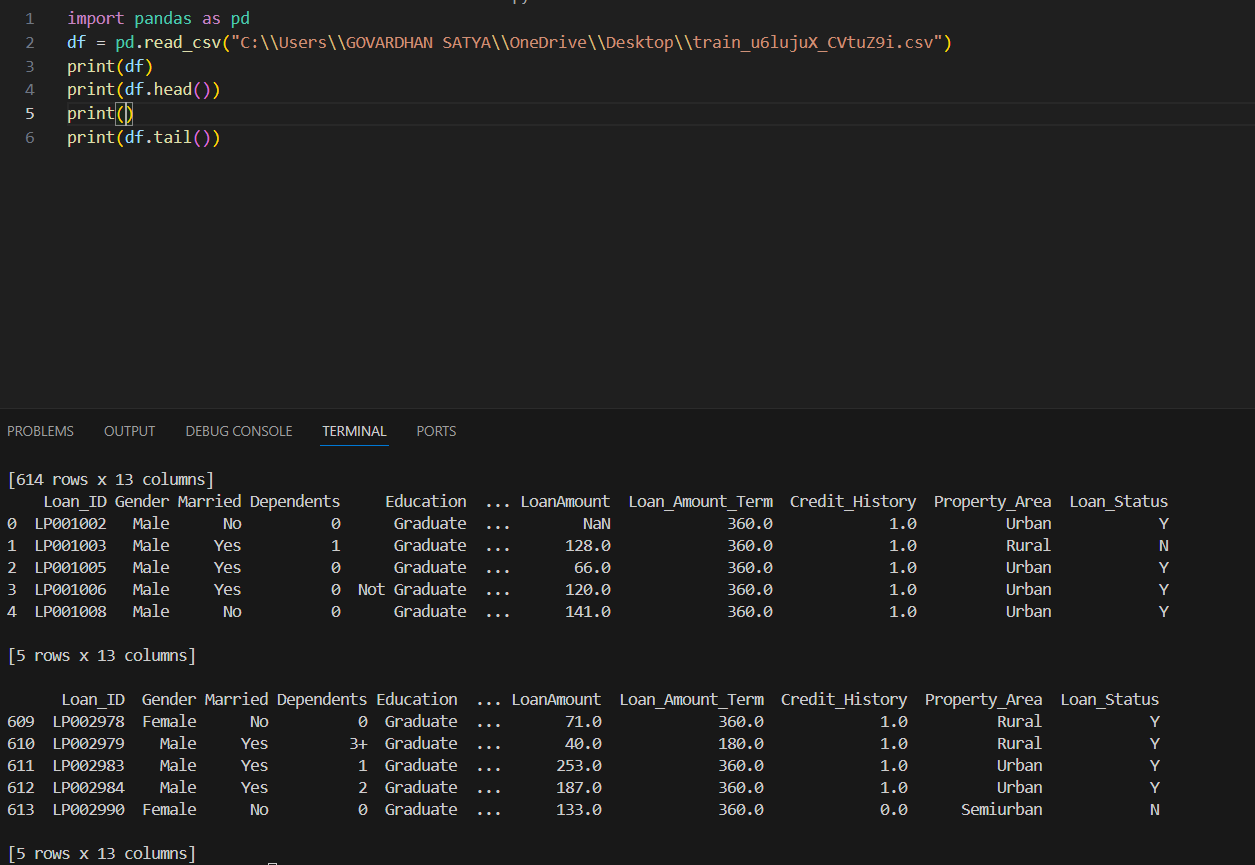 1 import pandas as pd
2 df = pd.read_csv("C:\\Users\\GOVARDHAN SATYA\\OneDrive\\Desktop\\train_u6lujuX_CVtuZ9i.csv")
3 print(df)
4 print(df.head())
5 print()
6 print(df.tail())
PROBLEMS OUTPUT DEBUG CONSOLE TERMINAL PORTS
[614 rows x 13 columns]
Loan_ID Gender Married Dependents Education ... LoanAmount Loan_Amount_Term Credit_History Property_Area Loan_Status
0 LP001002 Male No 0 Graduate ... NaN 360.0 1.0 Urban Y
1 LP001003 Male Yes 1 Graduate ... 128.0 360.0 1.0 Rural N
2 LP001005 Male Yes 0 Graduate ... 66.0 360.0 1.0 Urban Y
3 LP001006 Male Yes 0 Not Graduate ... 120.0 360.0 1.0 Urban Y
4 LP001008 Male No 0 Graduate ... 141.0 360.0 1.0 Urban Y
[5 rows x 13 columns]
Loan_ID Gender Married Dependents Education ... LoanAmount Loan_Amount_Term Credit_History Property_Area Loan_Status
609 LP002978 Female No 0 Graduate ... 71.0 360.0 1.0 Rural Y
610 LP002979 Male Yes 3+ Graduate ... 40.0 180.0 1.0 Rural Y
611 LP002983 Male Yes 1 Graduate ... 253.0 360.0 1.0 Urban Y
612 LP002984 Male Yes 2 Graduate ... 187.0 360.0 1.0 Urban Y
613 LP002990 Female No 0 Graduate ... 133.0 360.0 0.0 Semiurban N
[5 rows x 13 columns]